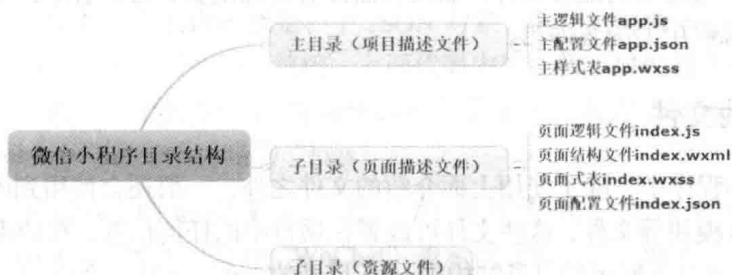 主逻辑文件app.js
主目录（项目描述文件）
主配置文件app.json
主样式表app.wxss
微信小程序目录结构
页面逻辑文件index.js
页面结构文件index.wxml
子目录（页面描述文件）
页面式表index.wxss
页面配置文件index.json
子目录（资源文件）